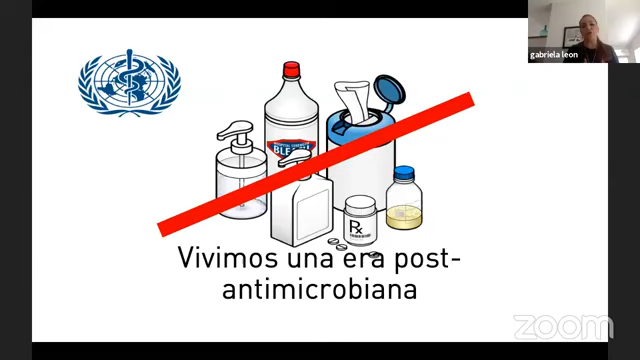 gabriela leon
BLE
Rx
Vivimos una era post-
antimicrobiana
zoom